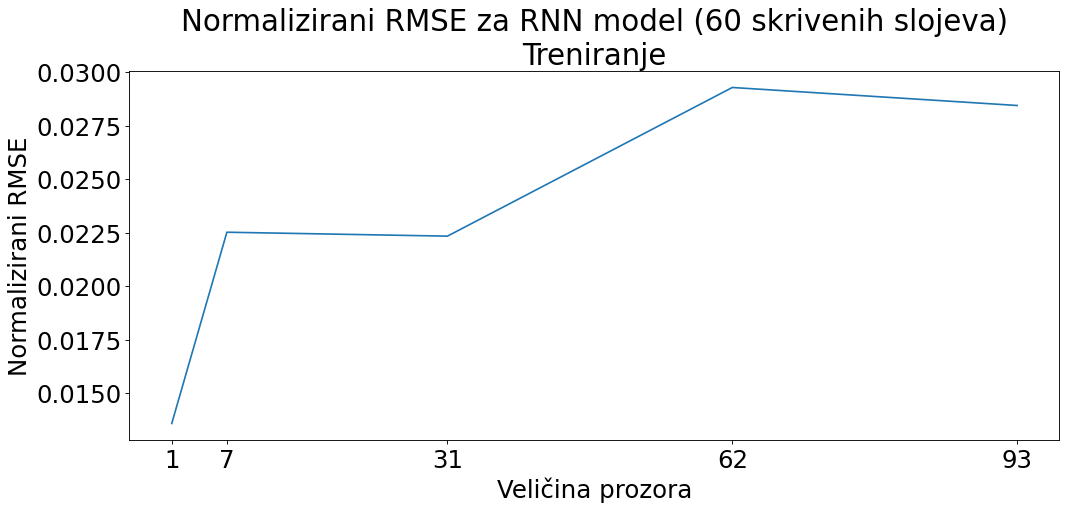 Normalizirani RMSE za RNN model (60 skrivenih slojeva)
Treniranje
Normalizirani RMSE
0.0300
0.0275
0.0250
0.0225
0.0200
0.0175
0.0150
1 7 31 62 93
Veličina prozora